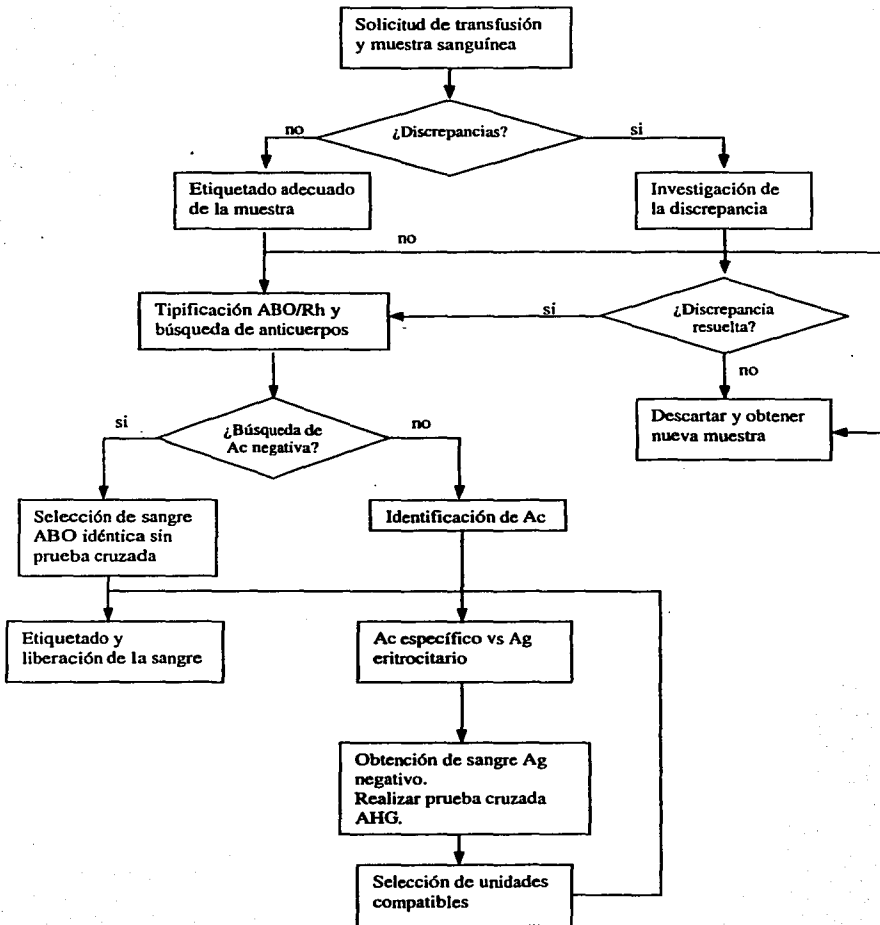 Solicitud de transfusión
y muestra sanguínea
¿Discrepancias?
no
si
Etiquetado adecuado
de la muestra
Investigación de
la discrepancia
no
Tipificación ABO/Rh y
búsqueda de anticuerpos
si
¿Discrepancia
resuelta?
no
Descartar y obtener
nueva muestra
si
¿Búsqueda de
Ac negativa?
no
Selección de sangre
ABO idéntica sin
prueba cruzada
Identificación de Ac
Etiquetado y
liberación de la sangre
Ac específico vs Ag
eritrocitario
Obtención de sangre Ag
negativo.
Realizar prueba cruzada
AHG.
Selección de unidades
compatibles